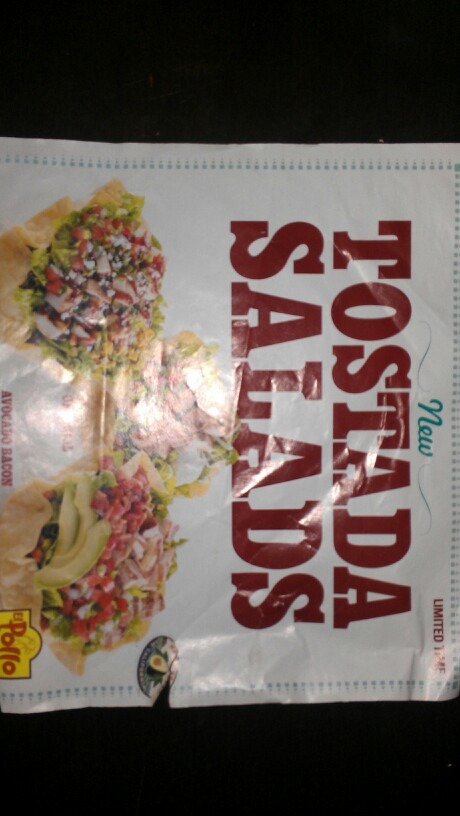 New
LIMITED TIME
TOSTADA
SALADS
AVOCADO BACON
El
Pollo